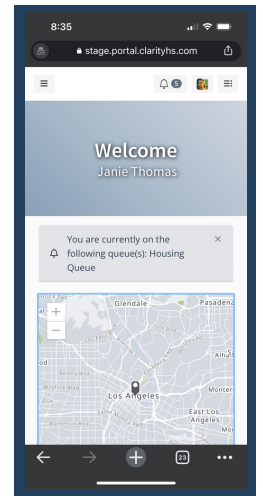 8:35
stage.portal.clarityhs.com
5
Welcome
Janie Thomas
You are currently on the
following queue(s): Housing
Queue
Glendale
Pasadena
+
−
Los Angeles
East Los
Angeles
23